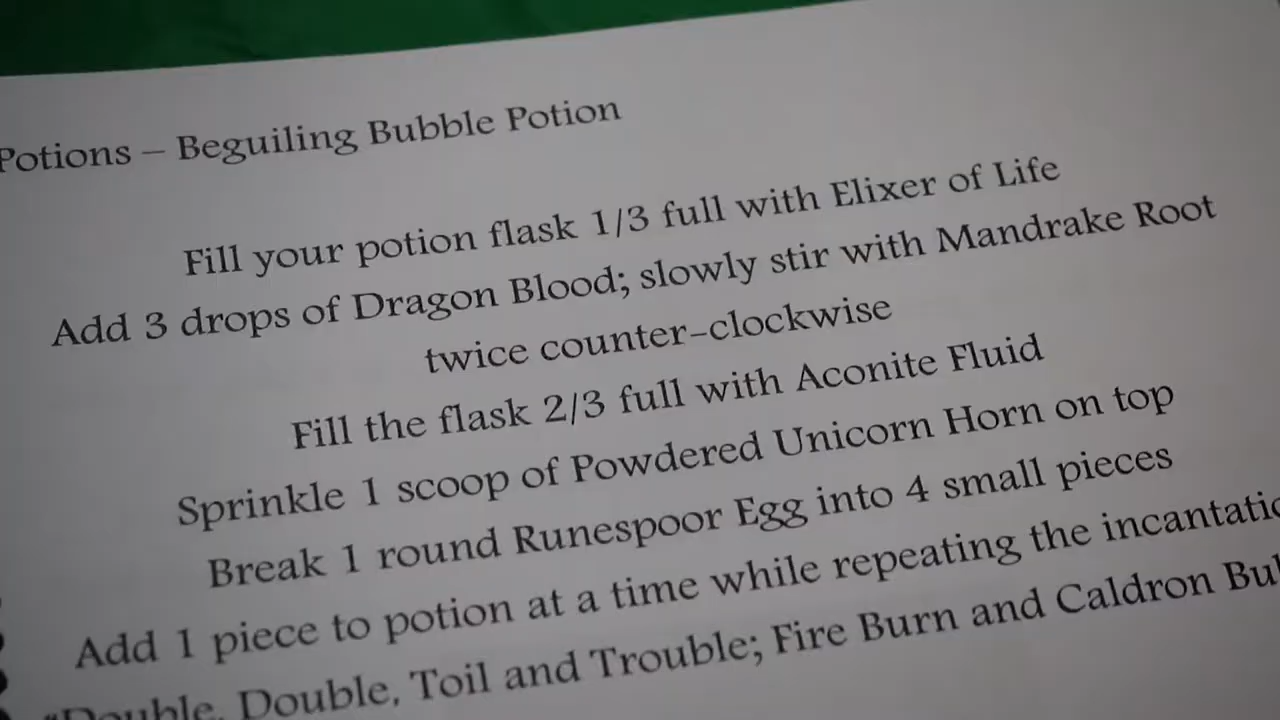 Potions – Beguiling Bubble Potion
Fill your potion flask 1/3 full with Elixer of Life
Add 3 drops of Dragon Blood; slowly stir with Mandrake Root
twice counter-clockwise
Fill the flask 2/3 full with Aconite Fluid
Sprinkle 1 scoop of Powdered Unicorn Horn on top
Break 1 round Runespoor Egg into 4 small pieces
Add 1 piece to potion at a time while repeating the
"Double, Double, Toil and Trouble; Fire Burn and Caldron